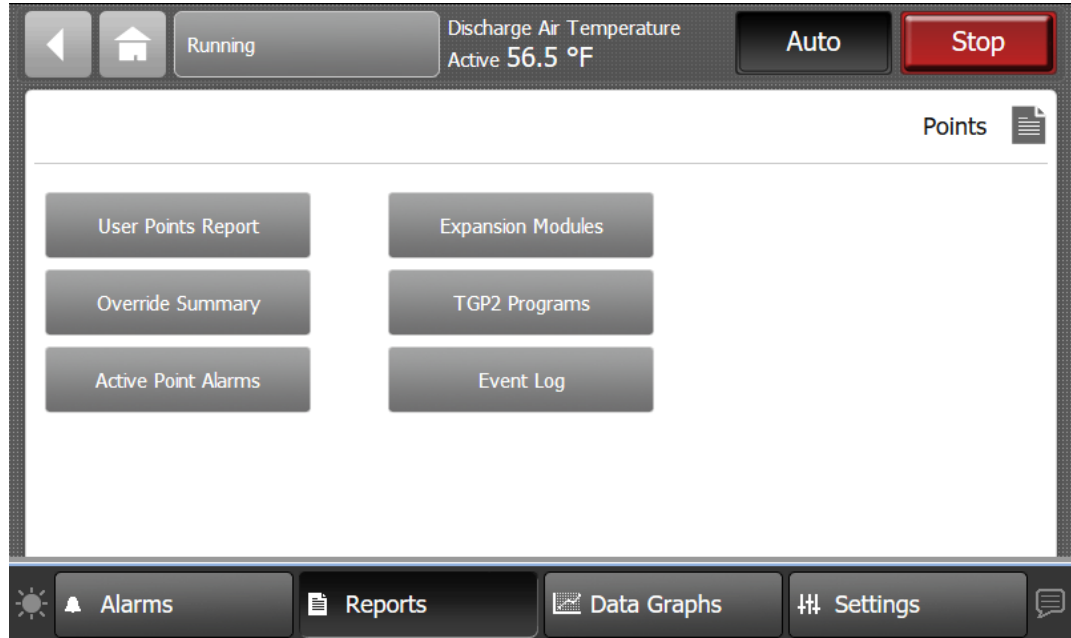 Running
Discharge Air Temperature
Active 56.5 °F
Auto
Stop
Points
User Points Report
Expansion Modules
Override Summary
TGP2 Programs
Active Point Alarms
Event Log
Alarms
Reports
Data Graphs
Settings